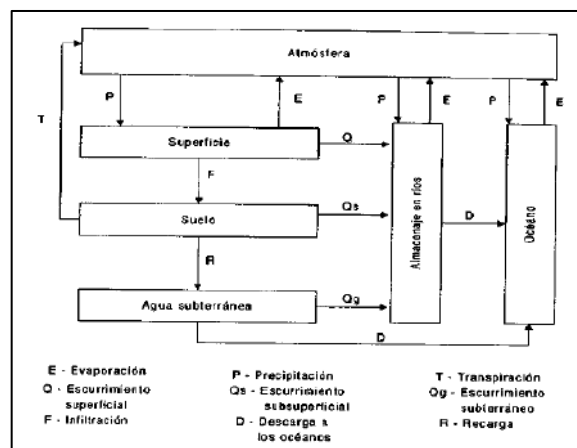 Atmósfera
P
E
P
E
P
E
T
Superficie
Q
F
Suelo
Qs
Almacenaje en ríos
D
Océano
R
Agua subterránea
Qg
D
E - Evaporación
P - Precipitación
T - Transpiración
Q - Escurrimiento
superficial
Qs - Escurrimiento
subsuperficial
Qg - Escurrimiento
subterráneo
F - Infiltración
D - Descarga a
los océanos
R - Recarga